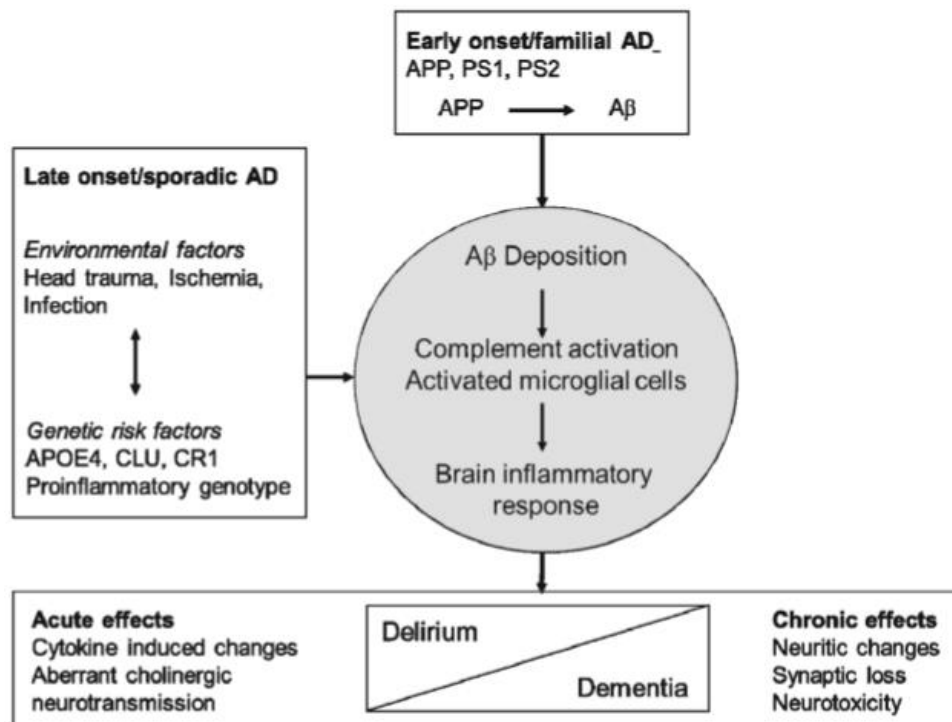 Early onset/familial AD_
APP, PS1, PS2
APP Aβ
Late onset/sporadic AD
Environmental factors
Head trauma, Ischemia,
Infection
Genetic risk factors
APOE4, CLU, CR1
Proinflammatory genotype
Aβ Deposition
Complement activation
Activated microglial cells
Brain inflammatory
response
Acute effects
Cytokine induced changes
Aberrant cholinergic
neurotransmission
Delirium
Dementia
Chronic effects
Neuritic changes
Synaptic loss
Neurotoxicity